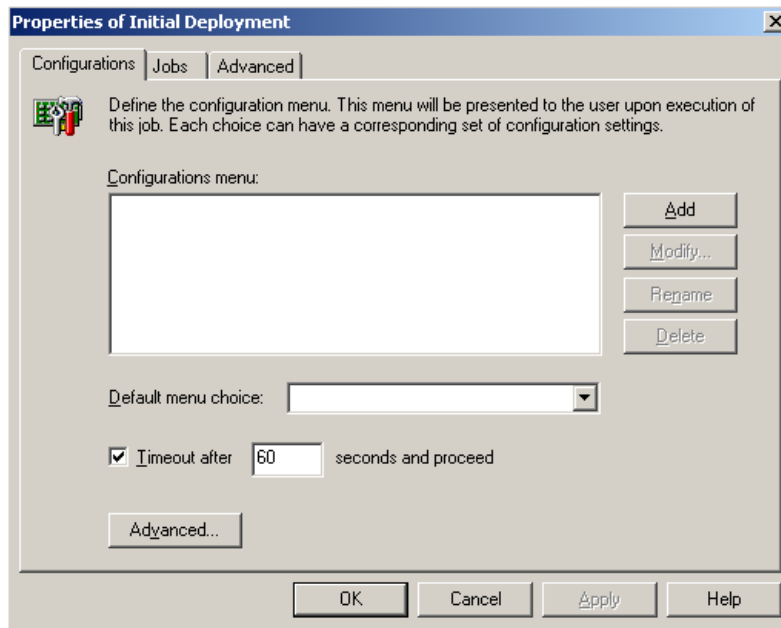 Properties of Initial Deployment
Configurations Jobs Advanced
Define the configuration menu. This menu will be presented to the user upon execution of
this job. Each choice can have a corresponding set of configuration settings.
Configurations menu:
Add
Modify...
Rename
Delete
Default menu choice:
Timeout after 60 seconds and proceed
Advanced...
OK Cancel Apply Help